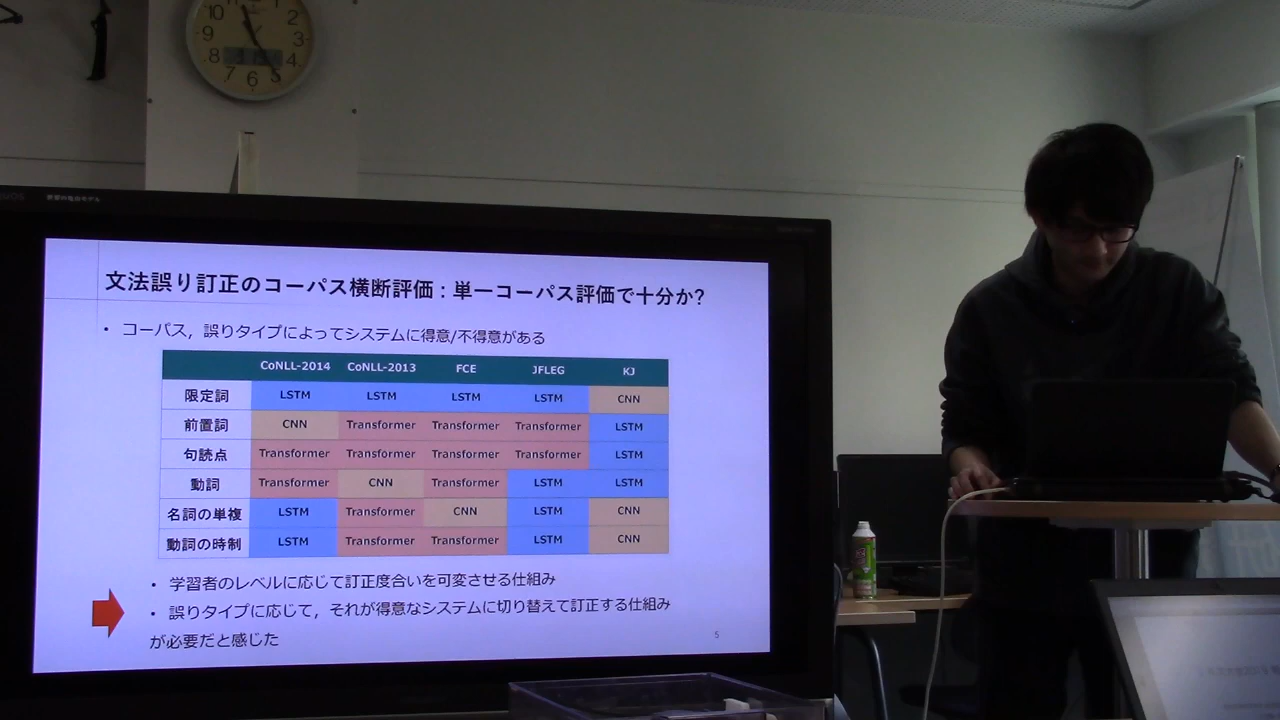 10 2
9 3
8 4
7 6 5
文法誤り訂正のコーパス横断評価 : 単一コーパス評価で十分か?
• コーパス，誤りタイプによってシステムに得意/不得意がある
CoNLL-2014 CoNLL-2013 FCE JFLEG KJ
限定詞 LSTM LSTM LSTM LSTM CNN
前置詞 CNN Transformer Transformer Transformer LSTM
句読点 Transformer Transformer Transformer Transformer LSTM
動詞 Transformer CNN Transformer LSTM LSTM
名詞の単複 LSTM Transformer CNN LSTM CNN
動詞の時制 LSTM Transformer Transformer LSTM CNN
• 学習者のレベルに応じて訂正度合いを可変させる仕組み
• 誤りタイプに応じて，それが得意なシステムに切り替えて訂正する仕組み
が必要だと感じた
5